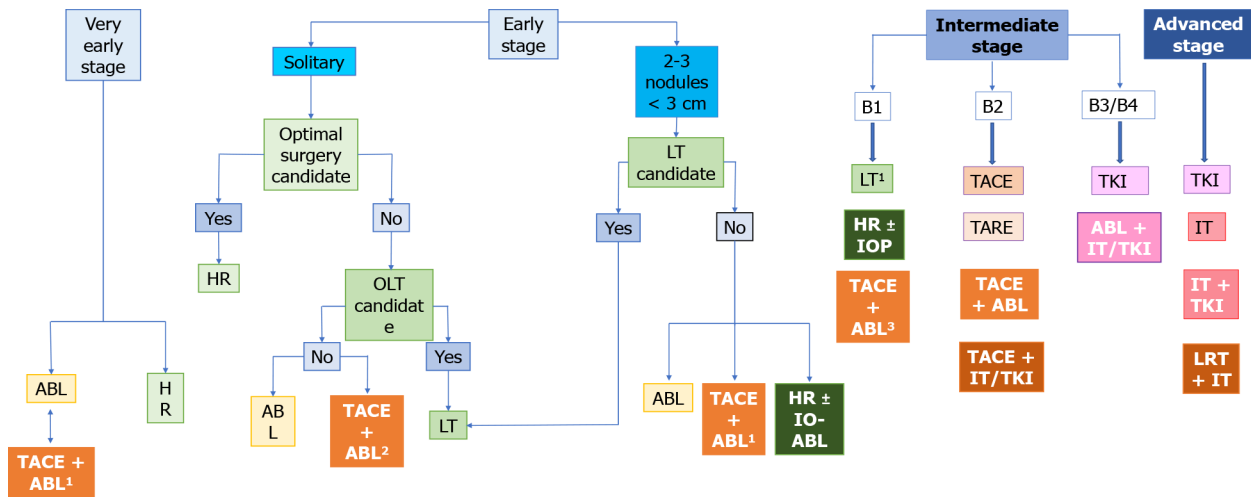 Very
early
stage
ABL
H
R
TACE +
ABL¹
Early
stage
Solitary
Optimal
surgery
candidate
Yes
No
HR
OLT
candidat
e
No
Yes
AB
L
TACE
+
ABL²
LT
2-3
nodules
< 3 cm
LT
candidate
Yes
No
ABL
TACE
+
ABL¹
HR ±
IO-
ABL
Intermediate
stage
B1
B2
B3/B4
LT¹
HR ±
IOP
TACE
+
ABL³
TACE
TARE
TACE
+ ABL
TACE +
IT/TKI
TKI
ABL +
IT/TKI
Advanced
stage
TKI
IT
IT +
TKI
LRT
+ IT